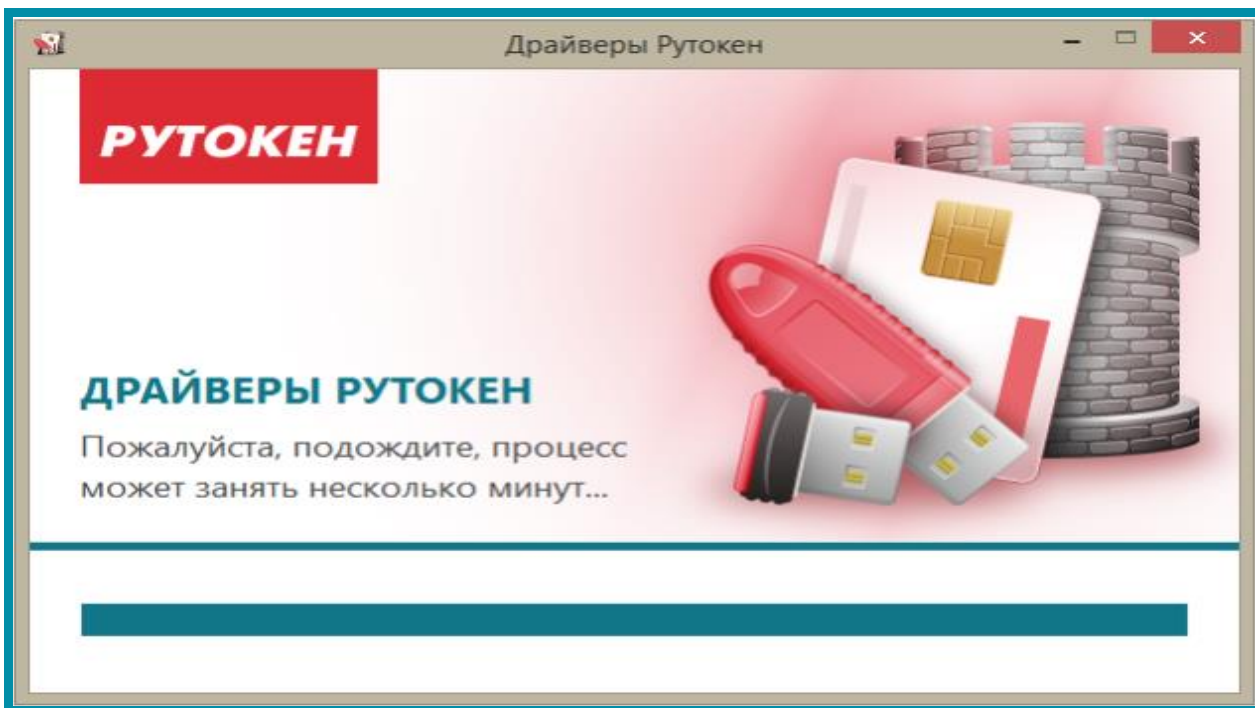 Драйверы Рутокен
РУТОКЕН
ДРАЙВЕРЫ РУТОКЕН
Пожалуйста, подождите, процесс
может занять несколько минут...